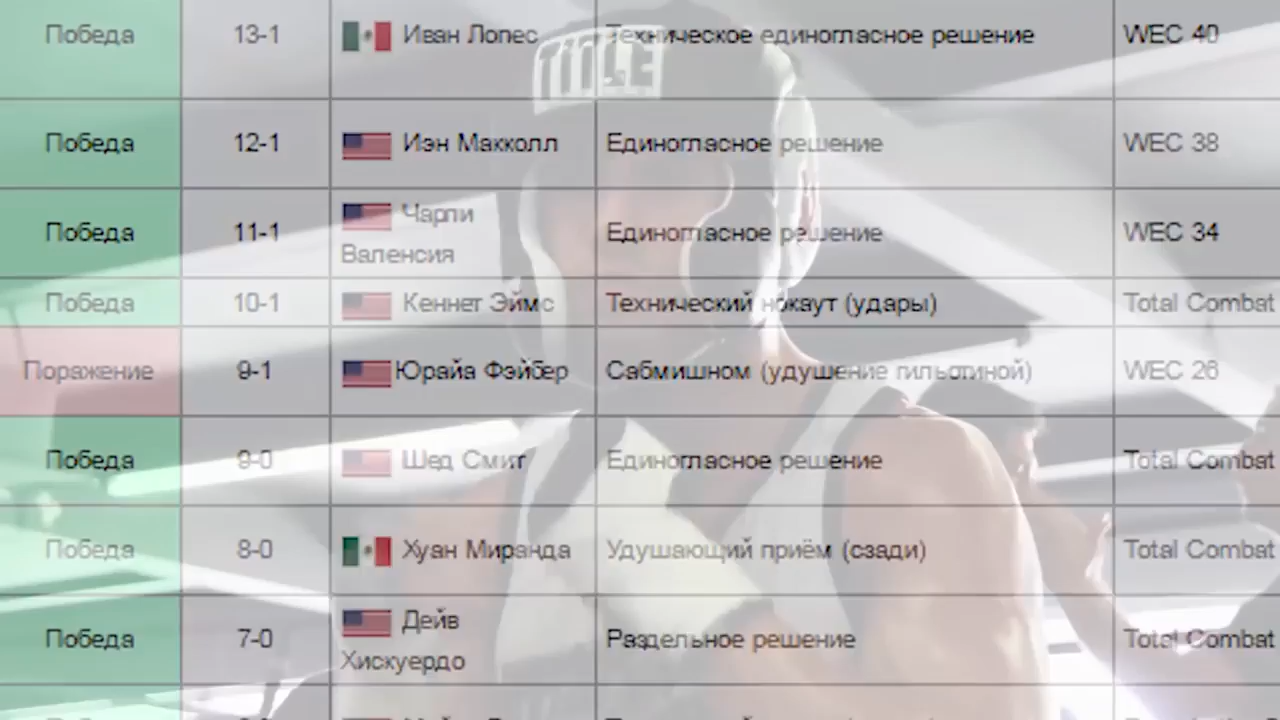 Победа 13-1 Иван Лопес Техническое единогласное решение WEC 40
TITLE
Победа 12-1 Иэн Макколл Единогласное решение WEC 38
Победа 11-1 Чарли Валенсия Единогласное решение WEC 34
Победа 10-1 Кеннет Эймс Технический нокаут (удары) Total Combat
Поражение 9-1 Юрайа Фэйбер Сабмишном (удушение гильотиной) WEC 26
Победа 9-0 Шед Смит Единогласное решение Total Combat
Победа 8-0 Хуан Миранда Удушающий приём (сзади) Total Combat
Победа 7-0 Дейв Хискуердо Раздельное решение Total Combat